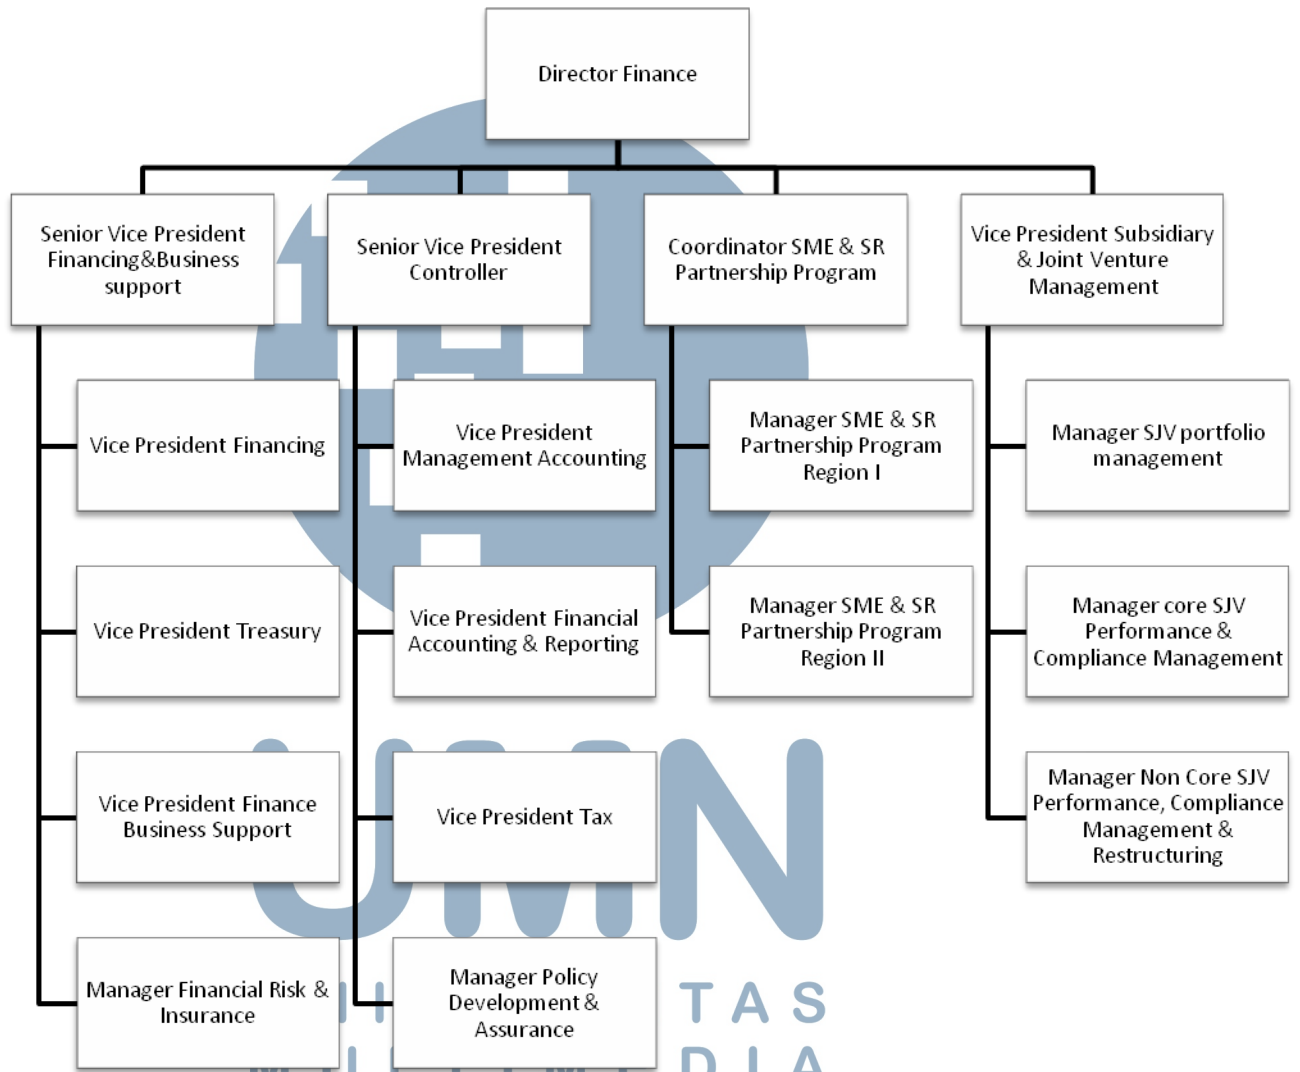 Director Finance
Senior Vice President
Financing&Business
support
Senior Vice President
Controller
Coordinator SME & SR
Partnership Program
Vice President Subsidiary
& Joint Venture
Management
Vice President Financing
Vice President
Management Accounting
Manager SME & SR
Partnership Program
Region I
Manager SJV portfolio
management
Vice President Treasury
Vice President Financial
Accounting & Reporting
Manager SME & SR
Partnership Program
Region II
Manager core SJV
Performance &
Compliance Management
Vice President Finance
Business Support
Vice President Tax
Manager Non Core SJV
Performance, Compliance
Management &
Restructuring
Manager Financial Risk &
Insurance
Manager Policy
Development &
Assurance
UMN
TAS